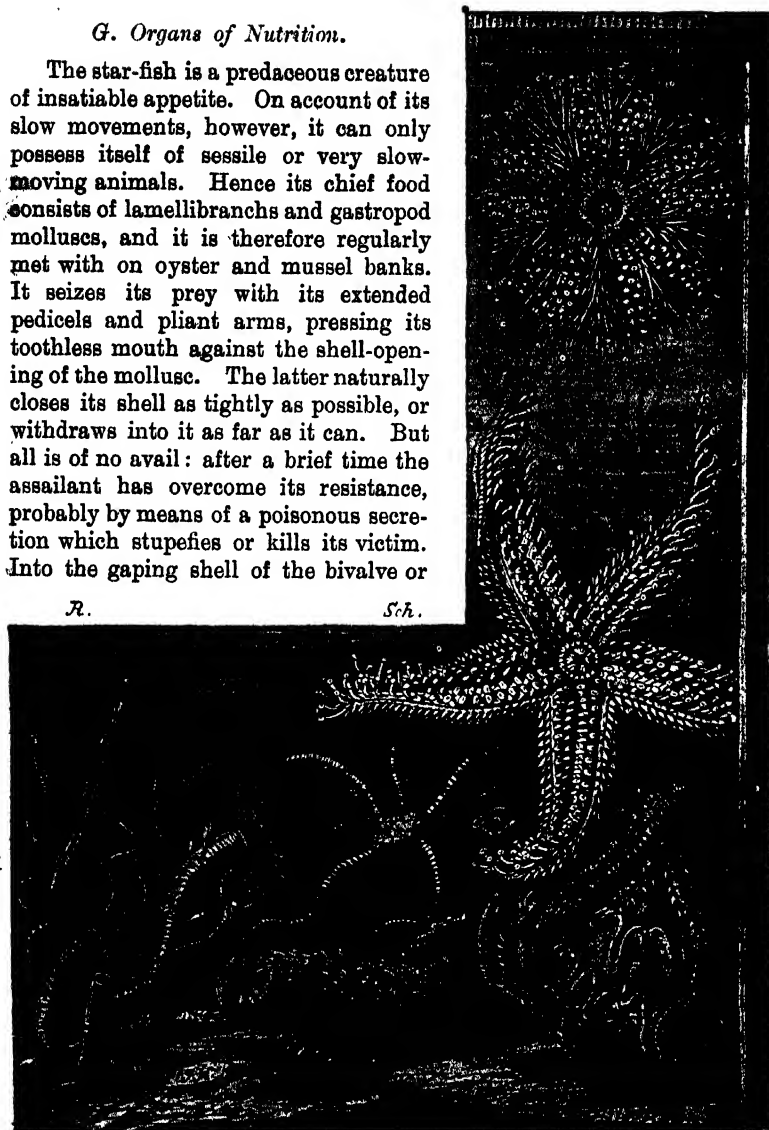 G. Organs of Nutrition.
The star-fish is a predaceous creature
of insatiable appetite. On account of its
slow movements, however, it can only
possess itself of sessile or very slow-
moving animals. Hence its chief food
consists of lamellibranchs and gastropod
molluscs, and it is therefore regularly
met with on oyster and mussel banks.
It seizes its prey with its extended
pedicels and pliant arms, pressing its
toothless mouth against the shell-open-
ing of the mollusc. The latter naturally
closes its shell as tightly as possible, or
withdraws into it as far as it can. But
all is of no avail: after a brief time the
assailant has overcome its resistance,
probably by means of a poisonous secre-
tion which stupefies or kills its victim.
Into the gaping shell of the bivalve or
R. Sch.